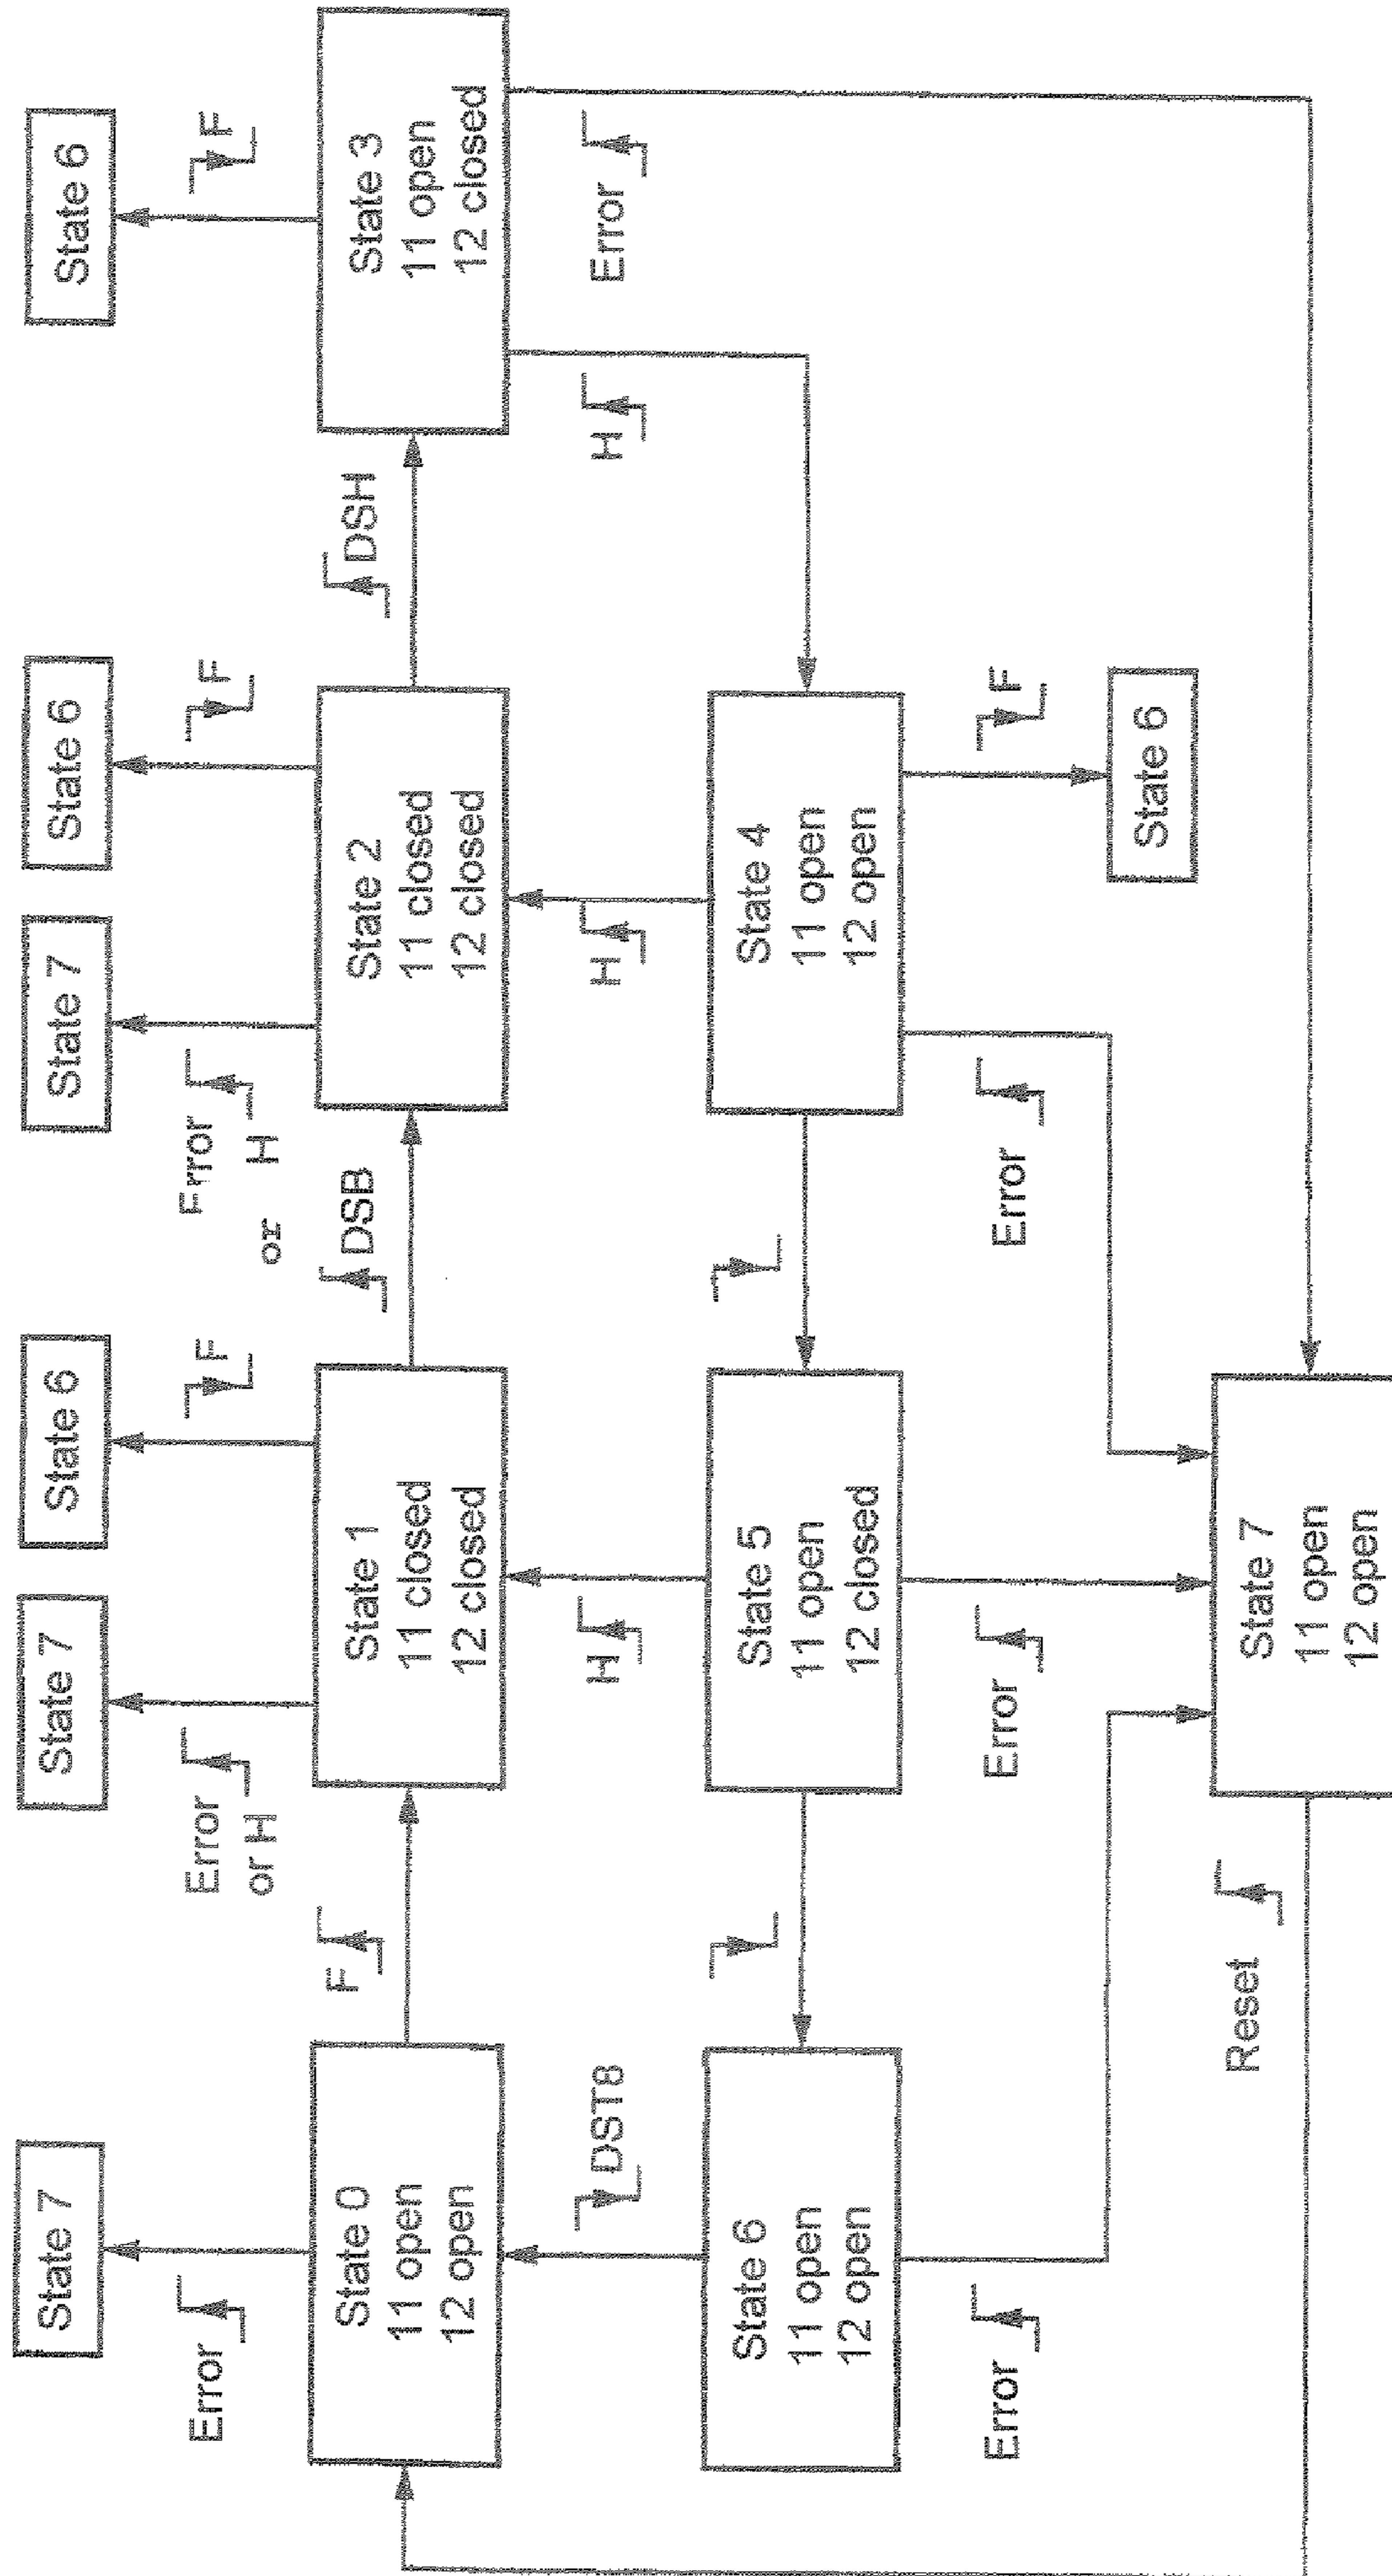 State 7
State 7
State 6
State 7
State 6
State 6
Error
Error
or H
F
Error
or
H
F
F
F
DSB
DSH
State 0
11 open
12 open
State 1
11 closed
12 closed
State 2
11 closed
12 closed
State 3
11 open
12 closed
DST8
H
H
H
Error
State 6
11 open
12 open
State 5
11 open
12 closed
State 4
11 open
12 open
Error
Error
Error
F
State 6
Reset
State 7
11 open
12 open